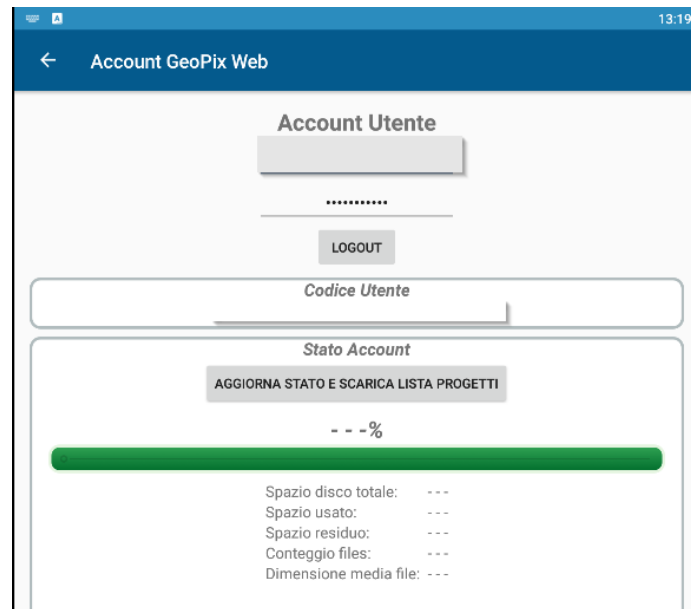 A 13:19
Account GeoPix Web
Account Utente
•••••••••••
LOGOUT
Codice Utente
Stato Account
AGGIORNA STATO E SCARICA LISTA PROGETTI
- - -%
Spazio disco totale: - - -
Spazio usato: - - -
Spazio residuo: - - -
Conteggio files: - - -
Dimensione media file: - - -